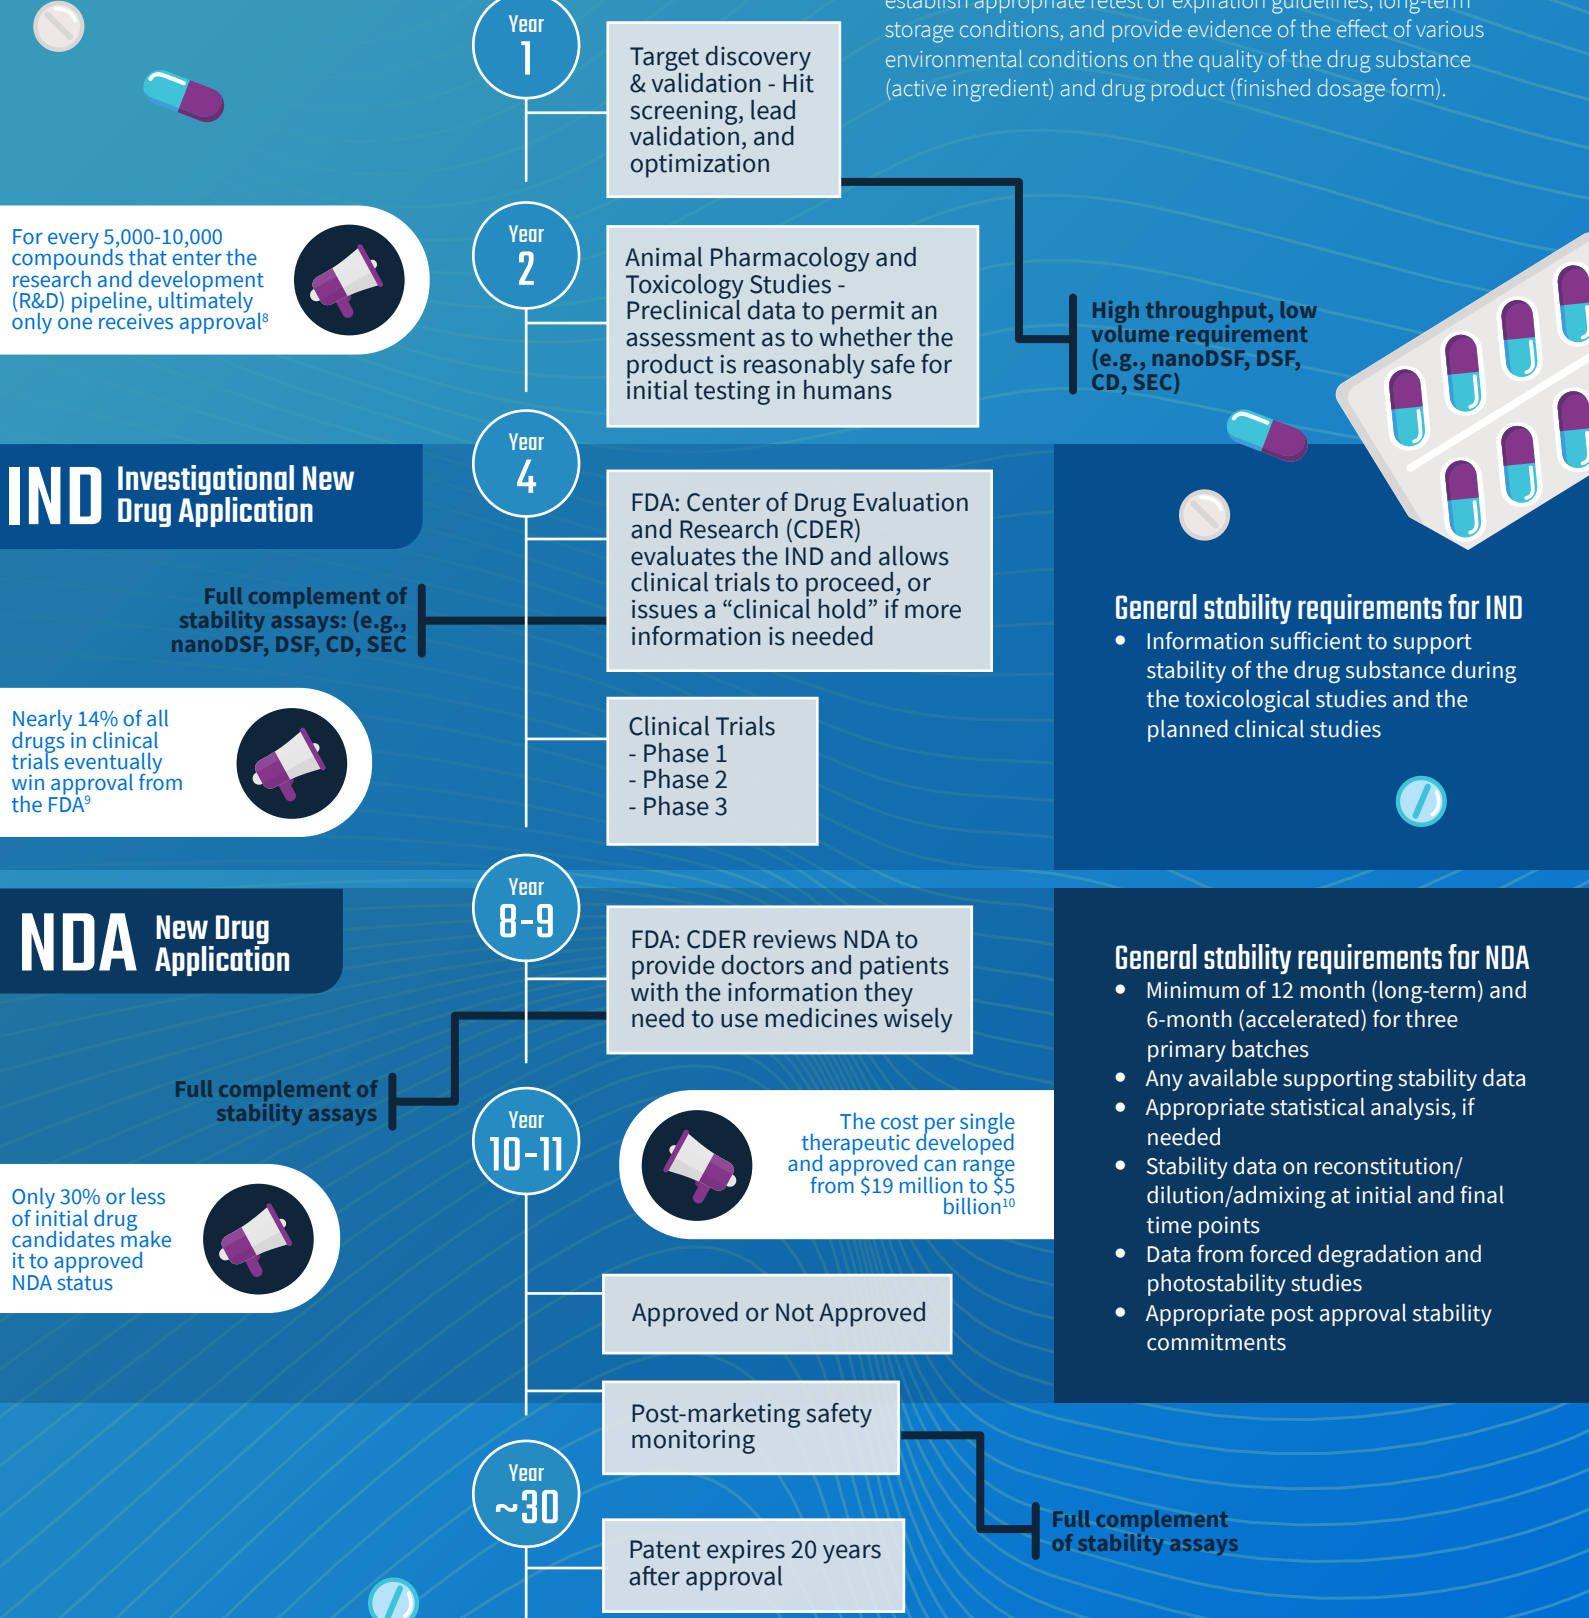 establish appropriate retest or expiration guidelines, long-term
storage conditions, and provide evidence of the effect of various
environmental conditions on the quality of the drug substance
(active ingredient) and drug product (finished dosage form).
Year
1
Target discovery
& validation - Hit
screening, lead
validation, and
optimization
For every 5,000-10,000
compounds that enter the
research and development
(R&D) pipeline, ultimately
only one receives approval⁸
Year
2
Animal Pharmacology and
Toxicology Studies -
Preclinical data to permit an
assessment as to whether the
product is reasonably safe for
initial testing in humans
High throughput, low
volume requirement
(e.g., nanoDSF, DSF,
CD, SEC)
IND Investigational New
Drug Application
Year
4
FDA: Center of Drug Evaluation
and Research (CDER)
evaluates the IND and allows
clinical trials to proceed, or
issues a “clinical hold” if more
information is needed
Full complement of
stability assays: (e.g.,
nanoDSF, DSF, CD, SEC
General stability requirements for IND
• Information sufficient to support
stability of the drug substance during
the toxicological studies and the
planned clinical studies
Nearly 14% of all
drugs in clinical
trials eventually
win approval from
the FDA⁹
Clinical Trials
- Phase 1
- Phase 2
- Phase 3
NDA New Drug
Application
Year
8-9
FDA: CDER reviews NDA to
provide doctors and patients
with the information they
need to use medicines wisely
Full complement of
stability assays
General stability requirements for NDA
• Minimum of 12 month (long-term) and
6-month (accelerated) for three
primary batches
• Any available supporting stability data
• Appropriate statistical analysis, if
needed
• Stability data on reconstitution/
dilution/admixing at initial and final
time points
• Data from forced degradation and
photostability studies
• Appropriate post approval stability
commitments
Year
10-11
The cost per single
therapeutic developed
and approved can range
from $19 million to $5
billion¹⁰
Only 30% or less
of initial drug
candidates make
it to approved
NDA status
Approved or Not Approved
Post-marketing safety
monitoring
Year
~30
Full complement
of stability assays
Patent expires 20 years
after approval